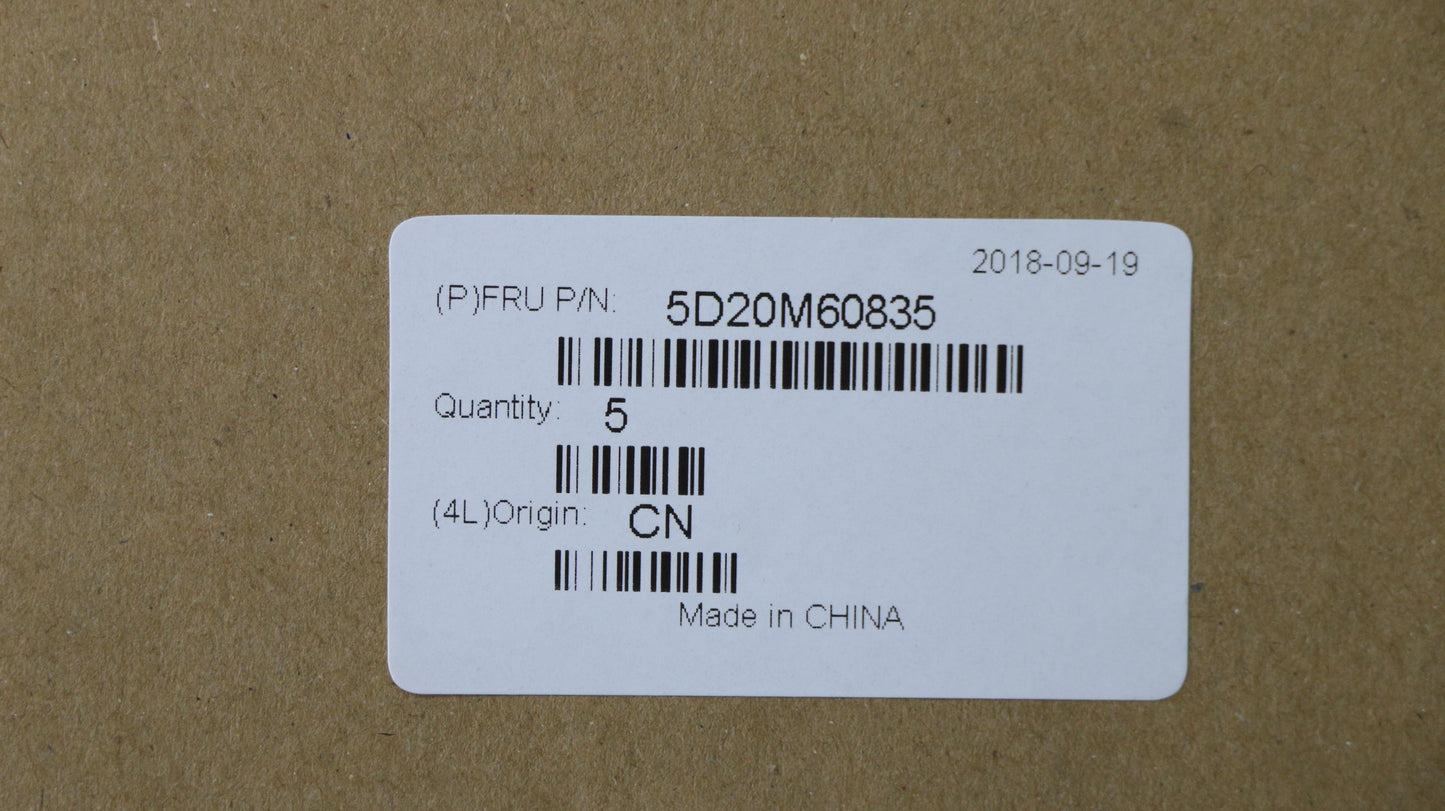 2018-09-19
(P)FRU P/N: 5D20M60835
Quantity: 5
(4L)Origin: CN
Made in CHINA